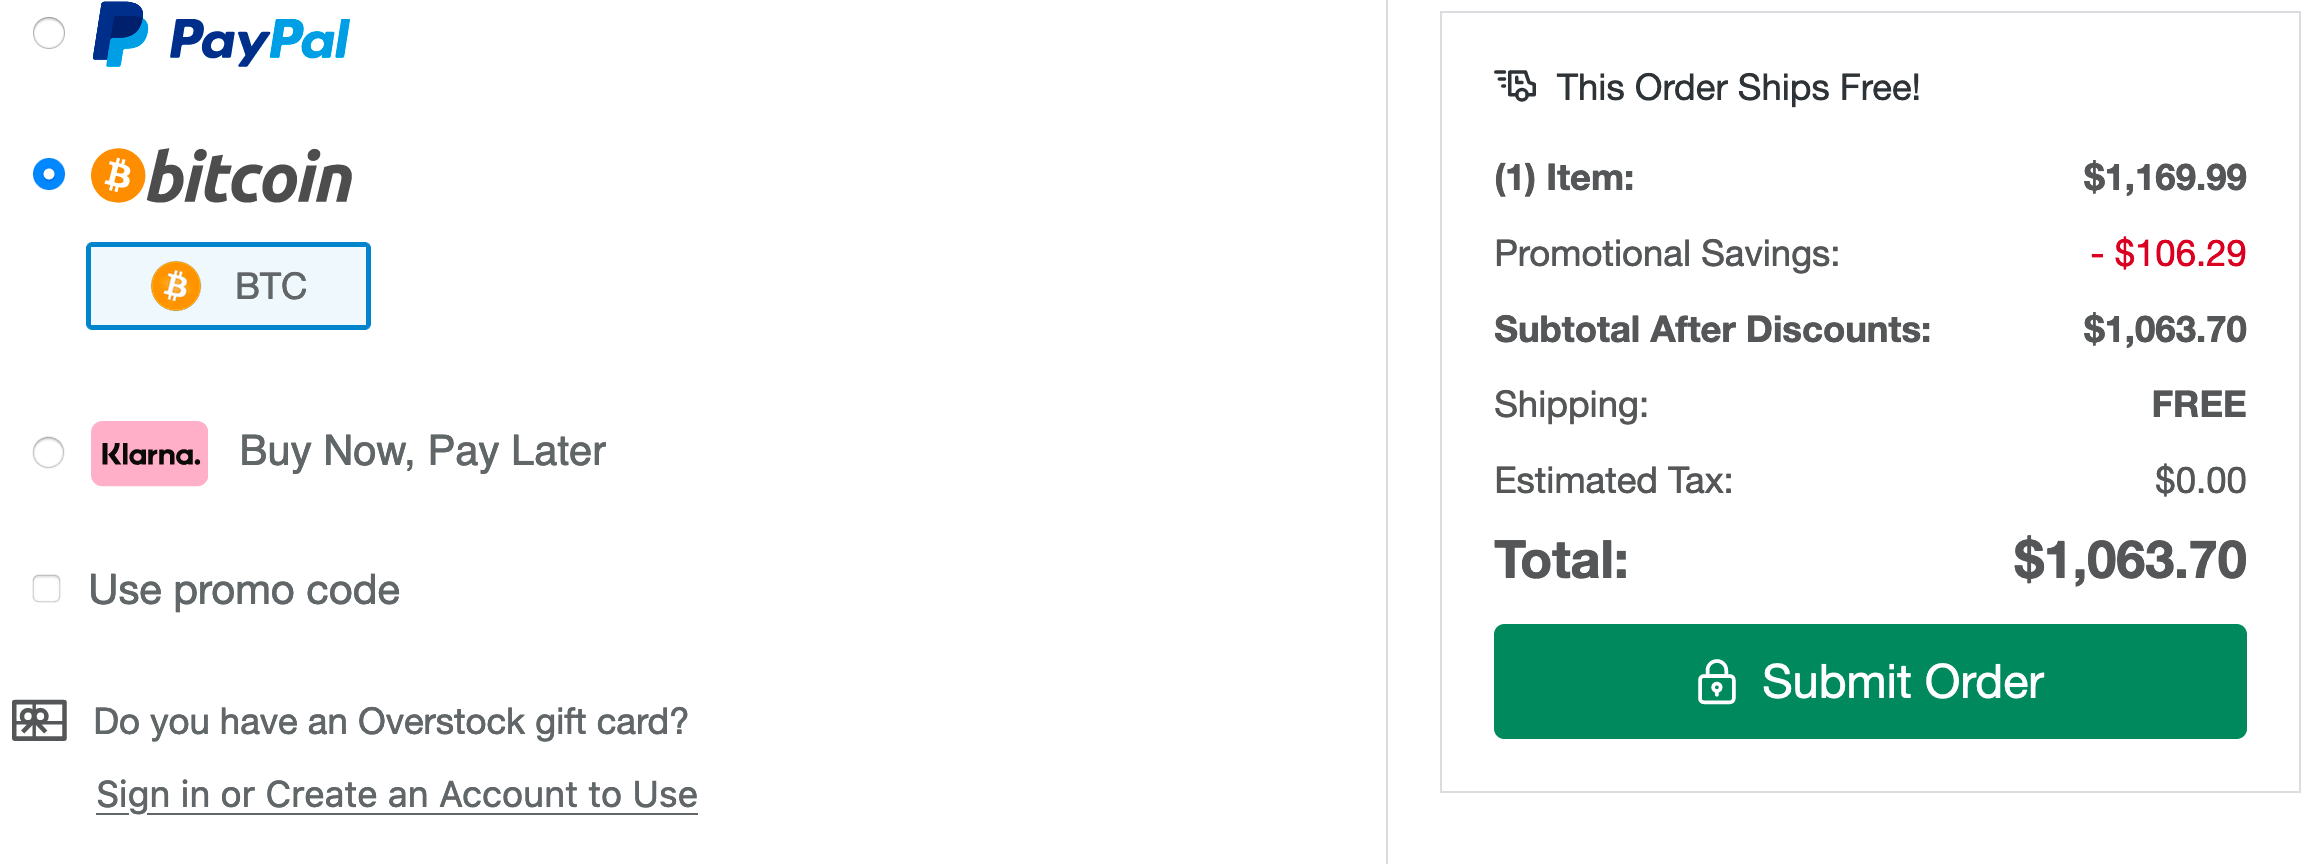 PayPal
bitcoin
BTC
Klarna. Buy Now, Pay Later
Use promo code
Do you have an Overstock gift card?
Sign in or Create an Account to Use
This Order Ships Free!
(1) Item: $1,169.99
Promotional Savings: - $106.29
Subtotal After Discounts: $1,063.70
Shipping: FREE
Estimated Tax: $0.00
Total: $1,063.70
Submit Order